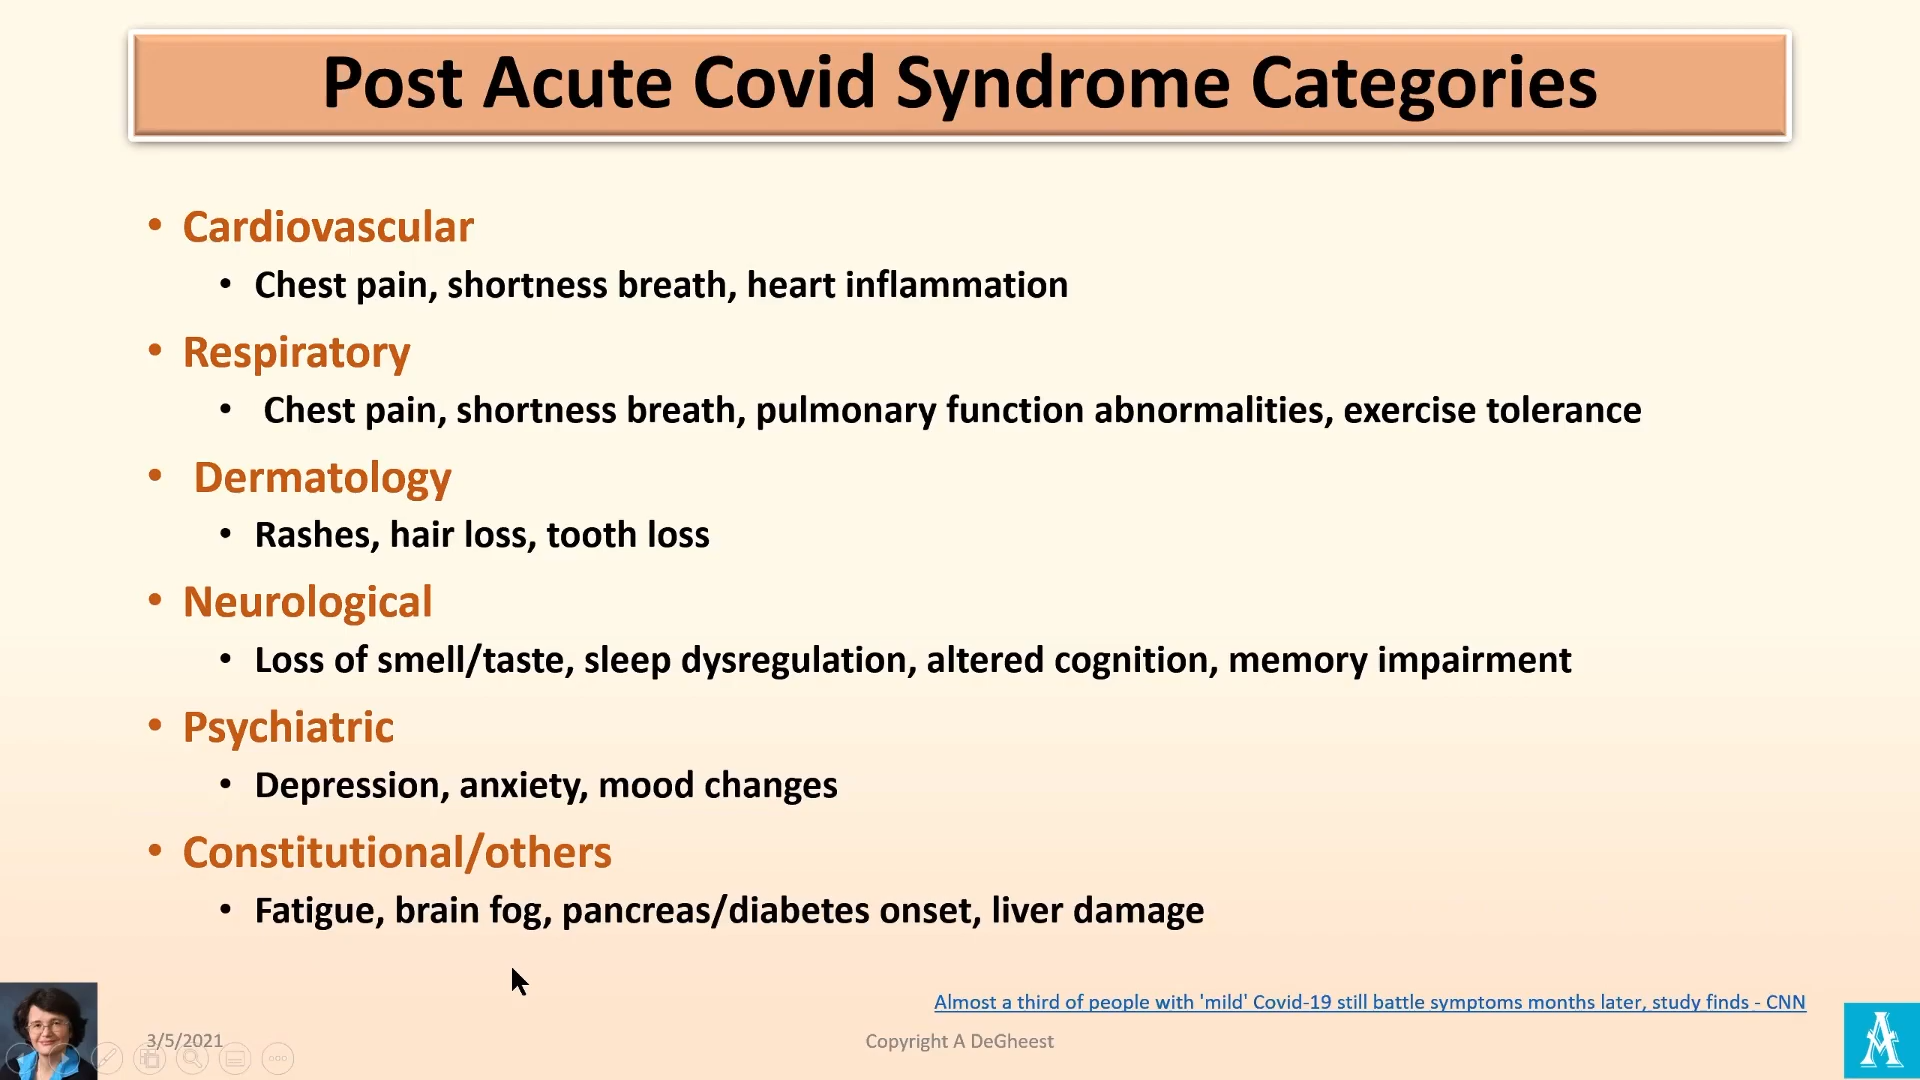 Post Acute Covid Syndrome Categories
• Cardiovascular
• Chest pain, shortness breath, heart inflammation
• Respiratory
• Chest pain, shortness breath, pulmonary function abnormalities, exercise tolerance
• Dermatology
• Rashes, hair loss, tooth loss
• Neurological
• Loss of smell/taste, sleep dysregulation, altered cognition, memory impairment
• Psychiatric
• Depression, anxiety, mood changes
• Constitutional/others
• Fatigue, brain fog, pancreas/diabetes onset, liver damage
Almost a third of people with 'mild' Covid-19 still battle symptoms months later, study finds - CNN
3/5/2021
Copyright A DeGheest
A